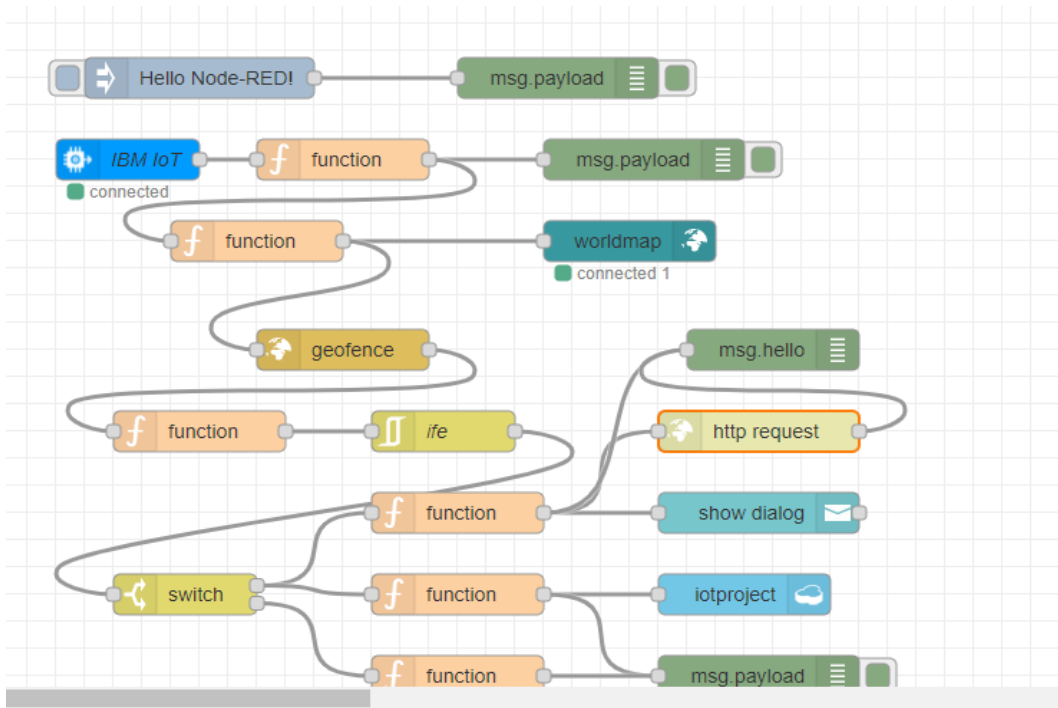 Hello Node-RED!
msg.payload
IBM IoT
function
msg.payload
connected
function
worldmap
connected 1
geofence
msg.hello
function
ife
http request
function
show dialog
switch
function
iotproject
function
msg.payload